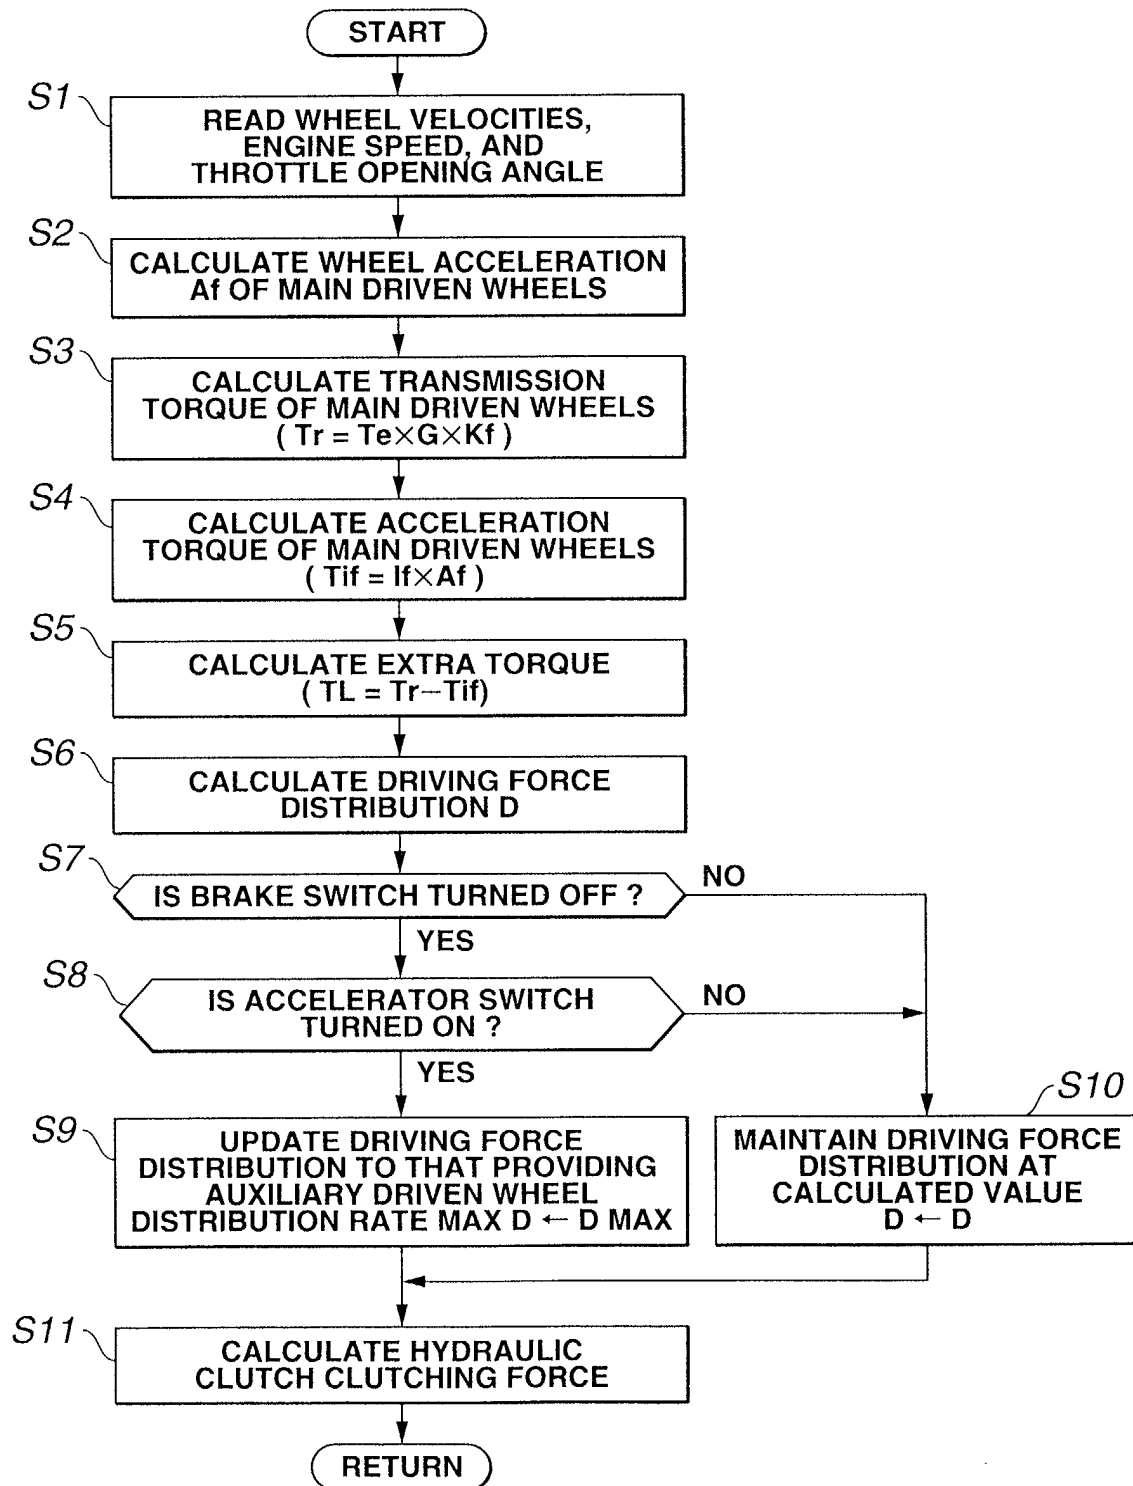 START
S1
READ WHEEL VELOCITIES,
ENGINE SPEED, AND
THROTTLE OPENING ANGLE
S2
CALCULATE WHEEL ACCELERATION
Af OF MAIN DRIVEN WHEELS
S3
CALCULATE TRANSMISSION
TORQUE OF MAIN DRIVEN WHEELS
( Tr = Te×G×Kf )
S4
CALCULATE ACCELERATION
TORQUE OF MAIN DRIVEN WHEELS
( Tif = If×Af )
S5
CALCULATE EXTRA TORQUE
( TL = Tr−Tif)
S6
CALCULATE DRIVING FORCE
DISTRIBUTION D
S7
IS BRAKE SWITCH TURNED OFF ?
NO
YES
S8
IS ACCELERATOR SWITCH
TURNED ON ?
NO
YES
S9
UPDATE DRIVING FORCE
DISTRIBUTION TO THAT PROVIDING
AUXILIARY DRIVEN WHEEL
DISTRIBUTION RATE MAX D ← D MAX
S10
MAINTAIN DRIVING FORCE
DISTRIBUTION AT
CALCULATED VALUE
D ← D
S11
CALCULATE HYDRAULIC
CLUTCH CLUTCHING FORCE
RETURN